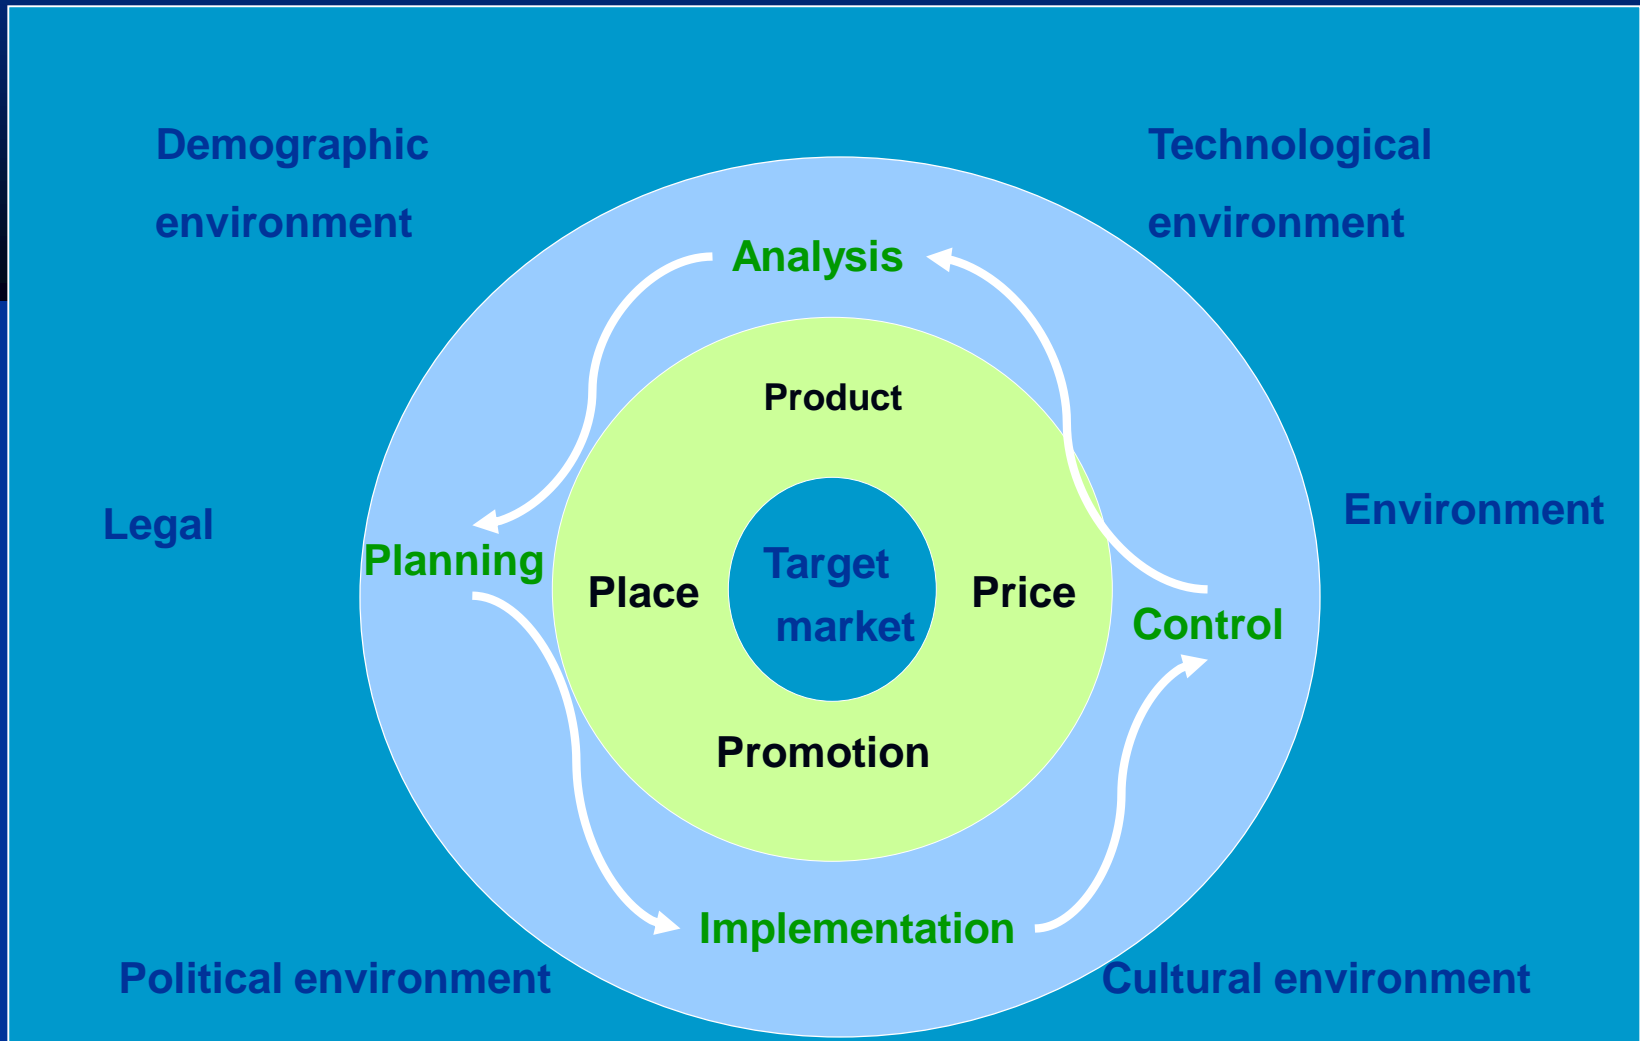 Demographic
environment
Technological
environment
Analysis
Product
Legal
Environment
Planning
Place
Target
market
Price
Control
Promotion
Implementation
Political environment
Cultural environment